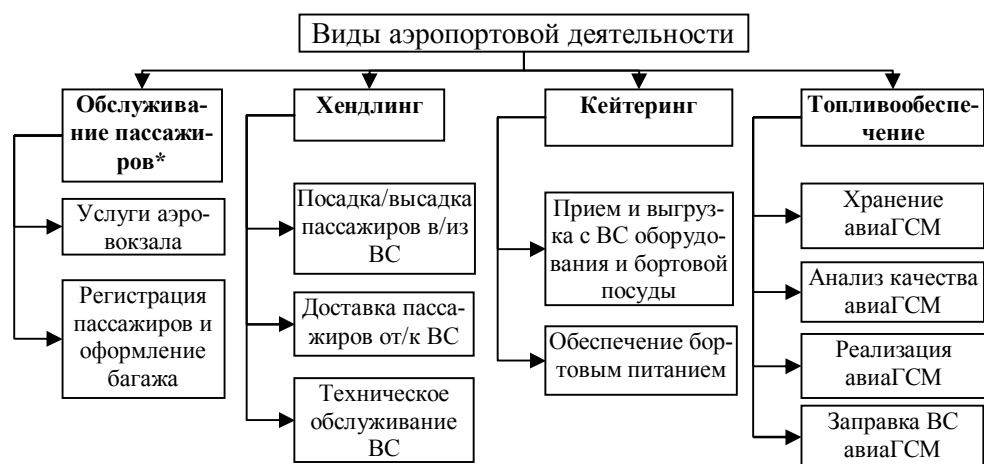 Виды аэропортовой деятельности
Обслужива-
ние пассажи-
ров*
Услуги аэро-
вокзала
Регистрация
пассажиров и
оформление
багажа
Хендлинг
Посадка/высадка
пассажиров в/из
ВС
Доставка пасса-
жиров от/к ВС
Техническое
обслуживание
ВС
Кейтеринг
Прием и выгруз-
ка с ВС оборудо-
вания и бортовой
посуды
Обеспечение бор-
товым питанием
Топливообеспе-
чение
Хранение
авиаГСМ
Анализ качества
авиаГСМ
Реализация
авиаГСМ
Заправка ВС
авиаГСМ